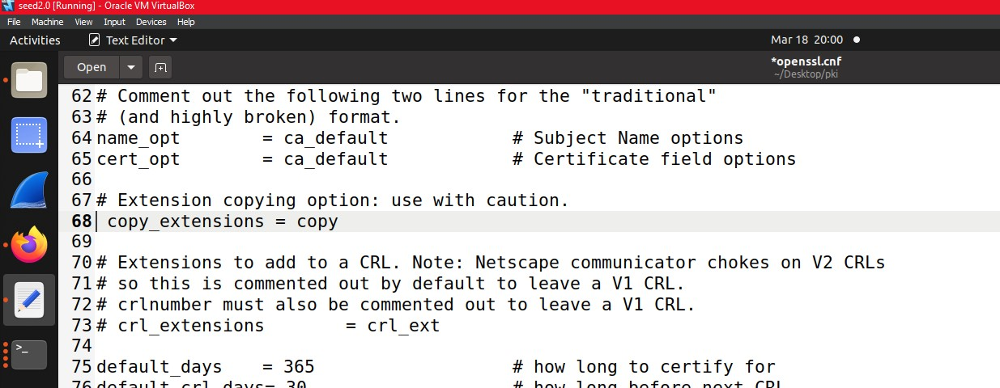 seed2.0 [Running] - Oracle VM VirtualBox
File Machine View Input Devices Help
Activities Text Editor Mar 18 20:00
Open *openssl.cnf
~/Desktop/pki
62 # Comment out the following two lines for the "traditional"
63 # (and highly broken) format.
64 name_opt = ca_default # Subject Name options
65 cert_opt = ca_default # Certificate field options
66
67 # Extension copying option: use with caution.
68 copy_extensions = copy
69
70 # Extensions to add to a CRL. Note: Netscape communicator chokes on V2 CRLs
71 # so this is commented out by default to leave a V1 CRL.
72 # crlnumber must also be commented out to leave a V1 CRL.
73 # crl_extensions = crl_ext
74
75 default_days = 365 # how long to certify for
76 default_crl_days= 30 # how long before next CRL